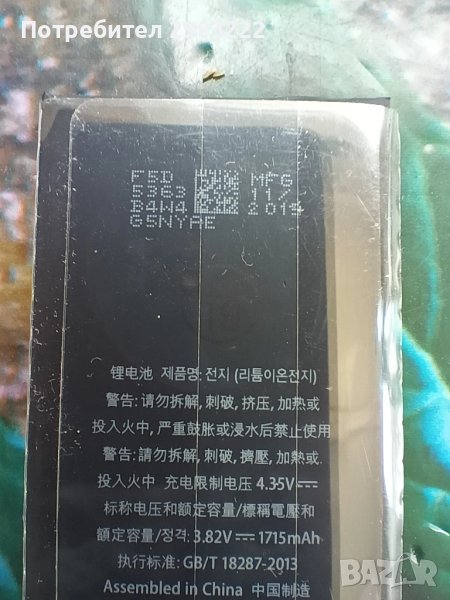 Потребител
222
F5D
5363
B4W4
G5NYAE
MFG
11/
2015
锂电池 제품명: 전지 (리튬이온전지)
警告: 请勿拆解, 刺破, 挤压, 加热或
投入火中, 严重鼓胀或浸水后禁止使用
警告: 請勿拆解, 刺破, 擠壓, 加熱或
投入火中 充电限制电压 4.35V
标称电压和额定容量/標稱電壓和
額定容量/정격: 3.82V 1715mAh
执行标准: GB/T 18287-2013
Assembled in China 中国制造
bazar